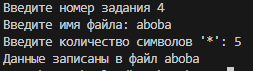 Введите номер задания 4
Введите имя файла: aboba
Введите количество символов '*': 5
Данные записаны в файл aboba